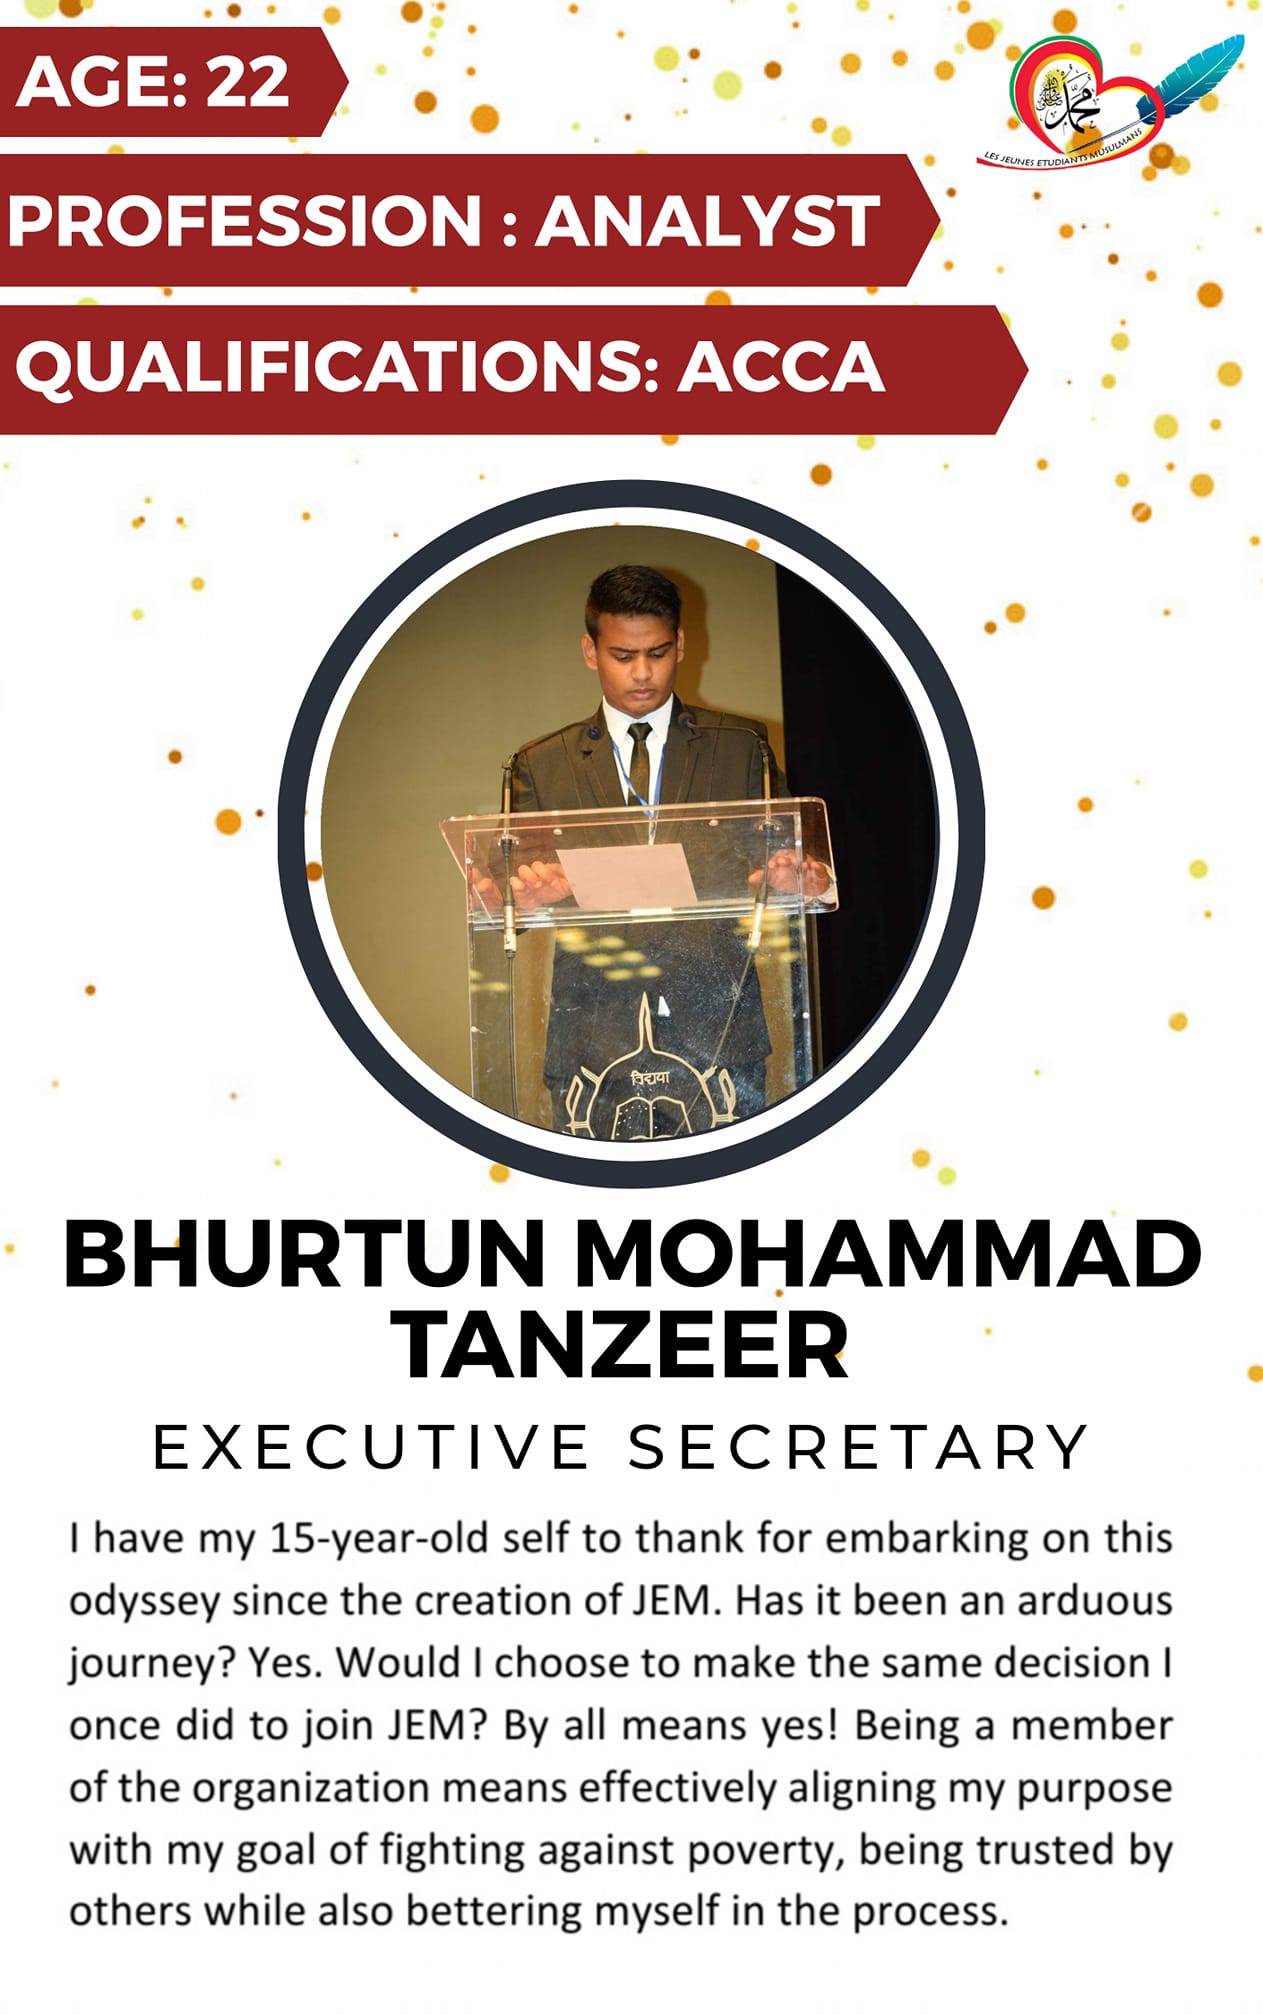 AGE: 22
PROFESSION : ANALYST
QUALIFICATIONS: ACCA
محمد
LES JEUNES ETUDIANTS MUSULMANS
विद्यया
BHURTUN MOHAMMAD
TANZEER
EXECUTIVE SECRETARY
I have my 15-year-old self to thank for embarking on this
odyssey since the creation of JEM. Has it been an arduous
journey? Yes. Would I choose to make the same decision I
once did to join JEM? By all means yes! Being a member
of the organization means effectively aligning my purpose
with my goal of fighting against poverty, being trusted by
others while also bettering myself in the process.